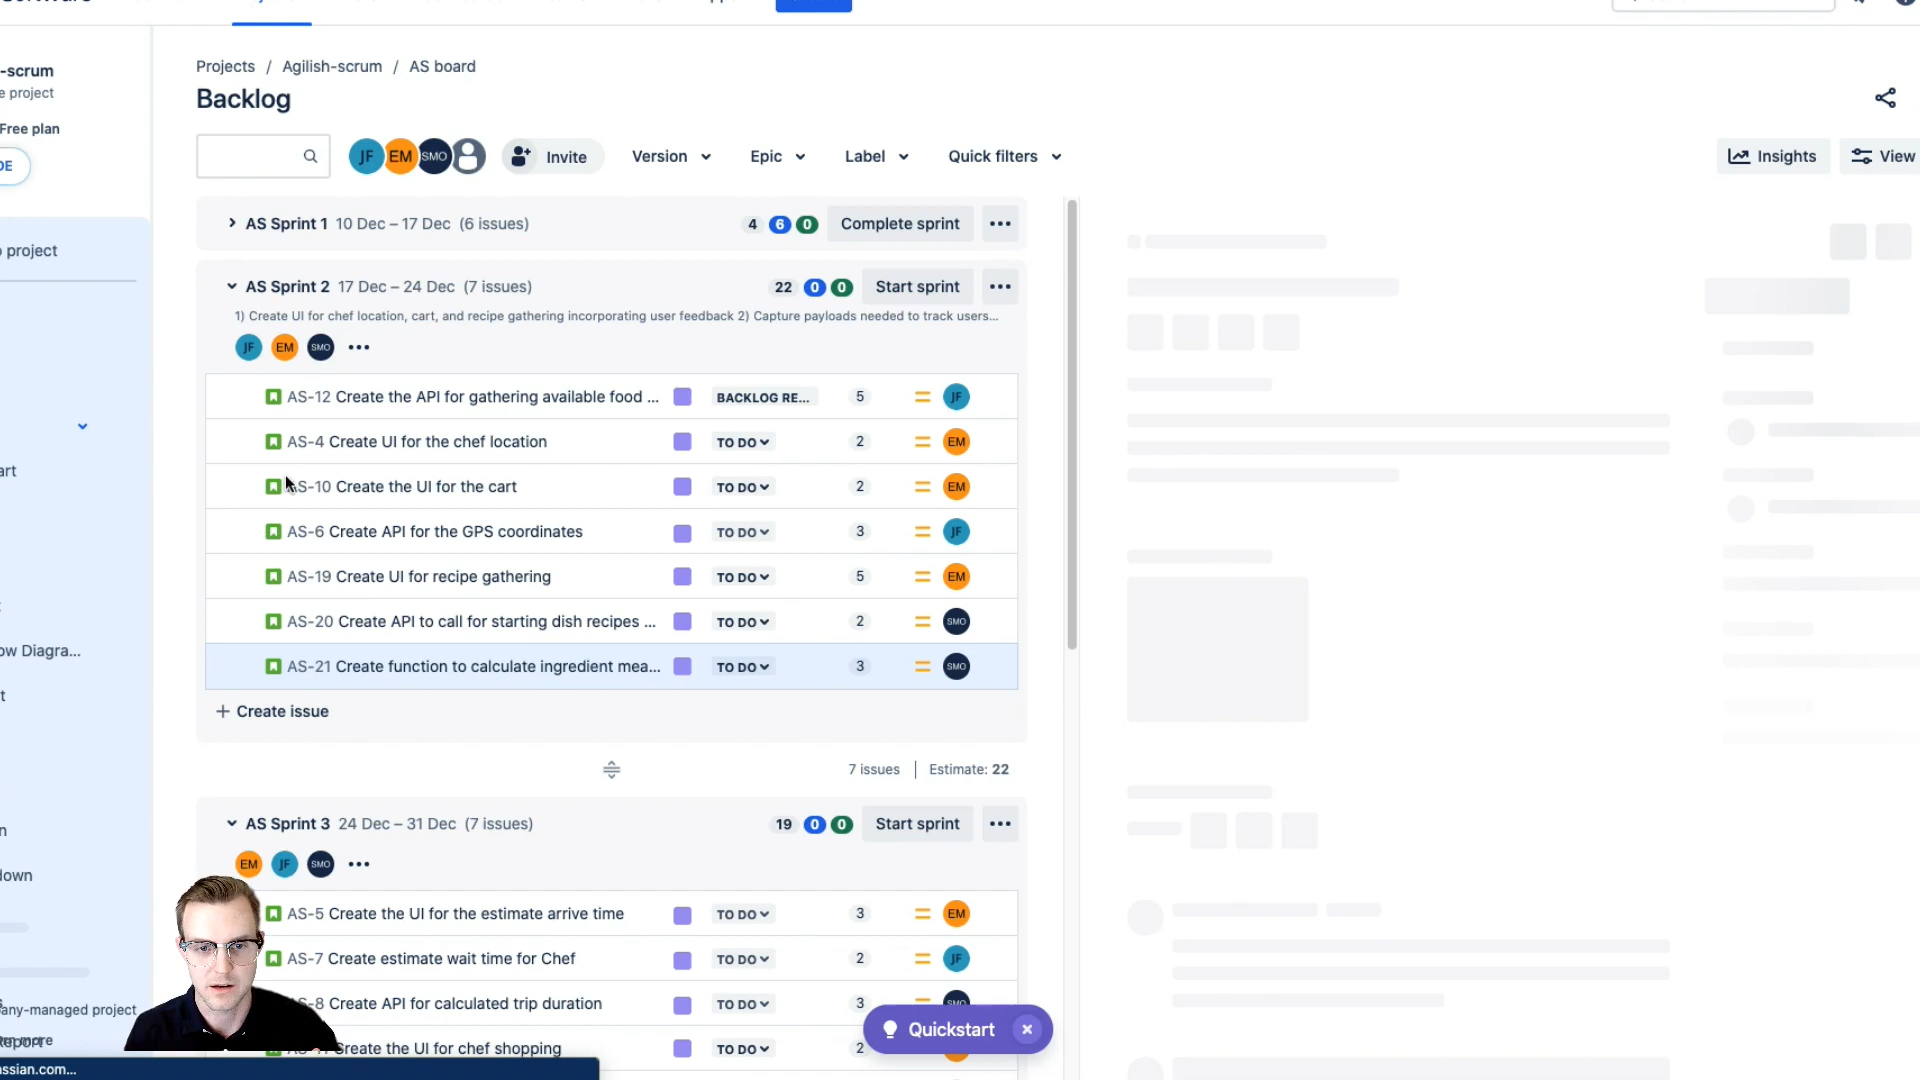 -scrum
e project
Free plan
DE
o project
art
ow Diagra...
t
n
down
any-managed project
Projects / Agilish-scrum / AS board
Backlog
JF EM SMO Invite Version Epic Label Quick filters Insights View
AS Sprint 1 10 Dec – 17 Dec (6 issues) 4 6 0 Complete sprint
AS Sprint 2 17 Dec – 24 Dec (7 issues) 22 0 0 Start sprint
1) Create UI for chef location, cart, and recipe gathering incorporating user feedback 2) Capture payloads needed to track users...
JF EM SMO
AS-12 Create the API for gathering available food ... BACKLOG RE... 5 JF
AS-4 Create UI for the chef location TO DO 2 EM
AS-10 Create the UI for the cart TO DO 2 EM
AS-6 Create API for the GPS coordinates TO DO 3 JF
AS-19 Create UI for recipe gathering TO DO 5 EM
AS-20 Create API to call for starting dish recipes ... TO DO 2 SMO
AS-21 Create function to calculate ingredient mea... TO DO 3 SMO
+ Create issue
7 issues Estimate: 22
AS Sprint 3 24 Dec – 31 Dec (7 issues) 19 0 0 Start sprint
EM JF SMO
AS-5 Create the UI for the estimate arrive time TO DO 3 EM
AS-7 Create estimate wait time for Chef TO DO 2 JF
AS-8 Create API for calculated trip duration TO DO 3 SMO
Create the UI for chef shopping TO DO 2
Quickstart
ssian.com...